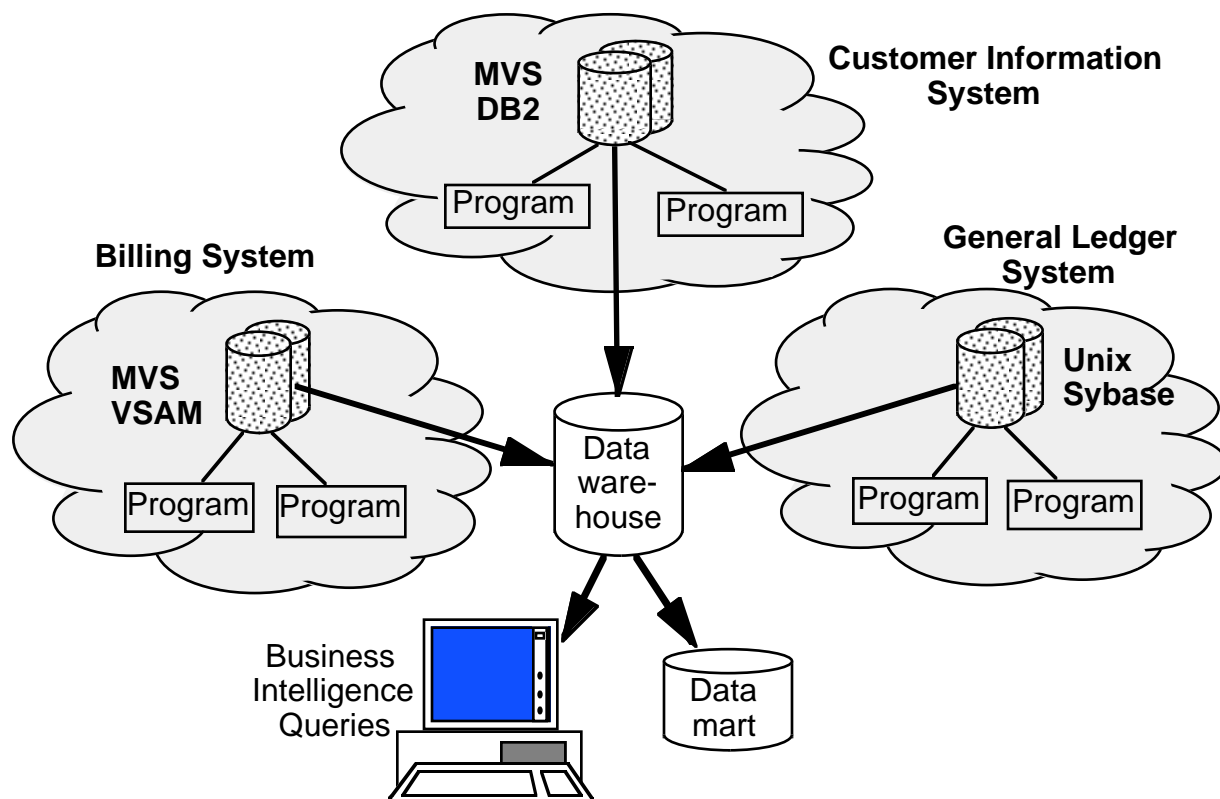 MVS
DB2
Customer Information
System
Program
Program
Billing System
General Ledger
System
MVS
VSAM
Unix
Sybase
Program
Program
Program
Program
Data
ware-
house
Business
Intelligence
Queries
Data
mart